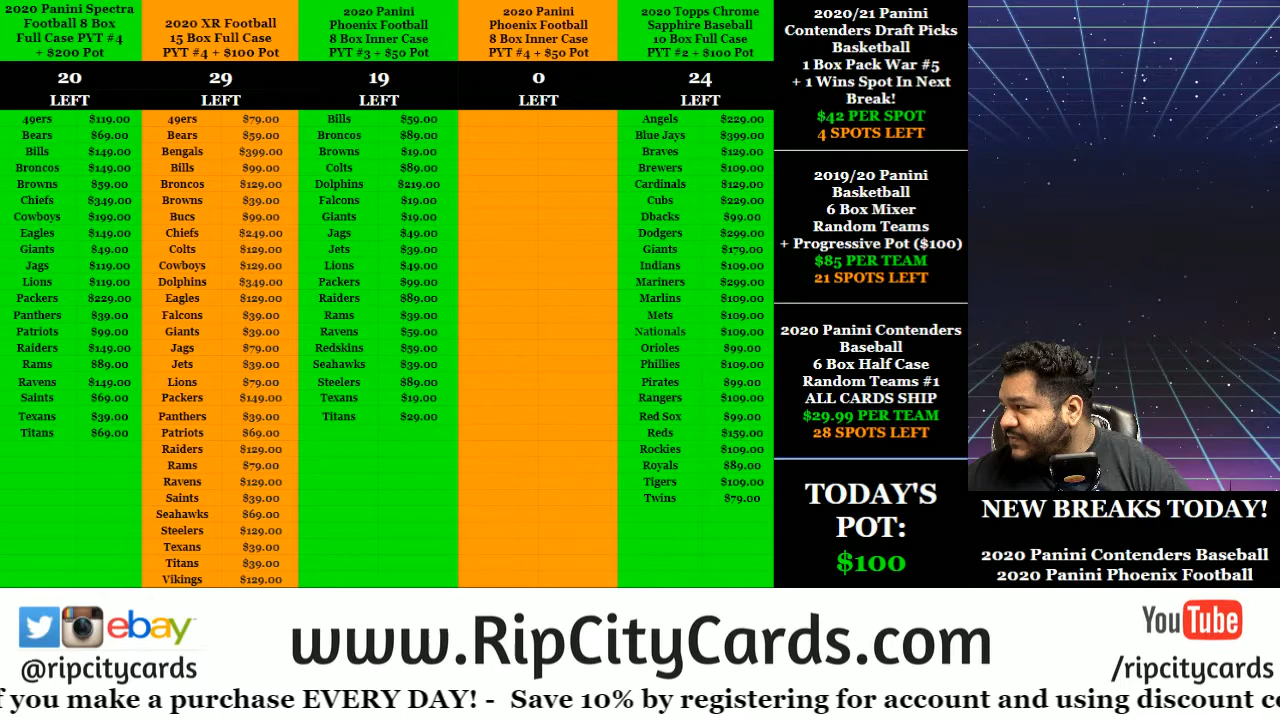 2020 Panini Spectra
Football 8 Box
Full Case PYT #4
+ $200 Pot
20
LEFT
49ers $119.00
Bears $69.00
Bills $149.00
Broncos $149.00
Browns $59.00
Chiefs $349.00
Cowboys $199.00
Eagles $149.00
Giants $49.00
Jags $119.00
Lions $119.00
Packers $229.00
Panthers $39.00
Patriots $99.00
Raiders $149.00
Rams $89.00
Ravens $149.00
Saints $69.00
Texans $39.00
Titans $69.00
2020 XR Football
15 Box Full Case
PYT #4 + $100 Pot
29
LEFT
49ers $79.00
Bears $59.00
Bengals $399.00
Bills $99.00
Broncos $129.00
Browns $39.00
Bucs $99.00
Chiefs $249.00
Colts $129.00
Cowboys $129.00
Dolphins $349.00
Eagles $129.00
Falcons $39.00
Giants $39.00
Jags $79.00
Jets $39.00
Lions $79.00
Packers $149.00
Panthers $39.00
Patriots $69.00
Raiders $129.00
Rams $79.00
Ravens $129.00
Saints $39.00
Seahawks $69.00
Steelers $129.00
Texans $39.00
Titans $39.00
Vikings $129.00
2020 Panini
Phoenix Football
8 Box Inner Case
PYT #3 + $50 Pot
19
LEFT
Bills $59.00
Broncos $89.00
Browns $19.00
Colts $89.00
Dolphins $219.00
Falcons $19.00
Giants $19.00
Jags $49.00
Jets $39.00
Lions $49.00
Packers $99.00
Raiders $89.00
Rams $39.00
Ravens $59.00
Redskins $59.00
Seahawks $39.00
Steelers $89.00
Texans $19.00
Titans $29.00
2020 Panini
Phoenix Football
8 Box Inner Case
PYT #4 + $50 Pot
0
LEFT
2020 Topps Chrome
Sapphire Baseball
10 Box Full Case
PYT #2 + $100 Pot
24
LEFT
Angels $229.00
Blue Jays $399.00
Braves $129.00
Brewers $109.00
Cardinals $129.00
Cubs $229.00
Dbacks $99.00
Dodgers $299.00
Giants $179.00
Indians $109.00
Mariners $299.00
Marlins $109.00
Mets $109.00
Nationals $109.00
Orioles $99.00
Phillies $109.00
Pirates $99.00
Rangers $109.00
Red Sox $99.00
Reds $159.00
Rockies $109.00
Royals $89.00
Tigers $109.00
Twins $79.00
2020/21 Panini
Contenders Draft Picks
Basketball
1 Box Pack War #5
+ 1 Wins Spot In Next
Break!
$42 PER SPOT
4 SPOTS LEFT
2019/20 Panini
Basketball
6 Box Mixer
Random Teams
+ Progressive Pot ($100)
$85 PER TEAM
21 SPOTS LEFT
2020 Panini Contenders
Baseball
6 Box Half Case
Random Teams #1
ALL CARDS SHIP
$29.99 PER TEAM
28 SPOTS LEFT
TODAY'S
POT:
$100
NEW BREAKS TODAY!
2020 Panini Contenders Baseball
2020 Panini Phoenix Football
ebay
@ripcitycards
www.RipCityCards.com
YouTube
/ripcitycards
f you make a purchase EVERY DAY! - Save 10% by registering for account and using discount co